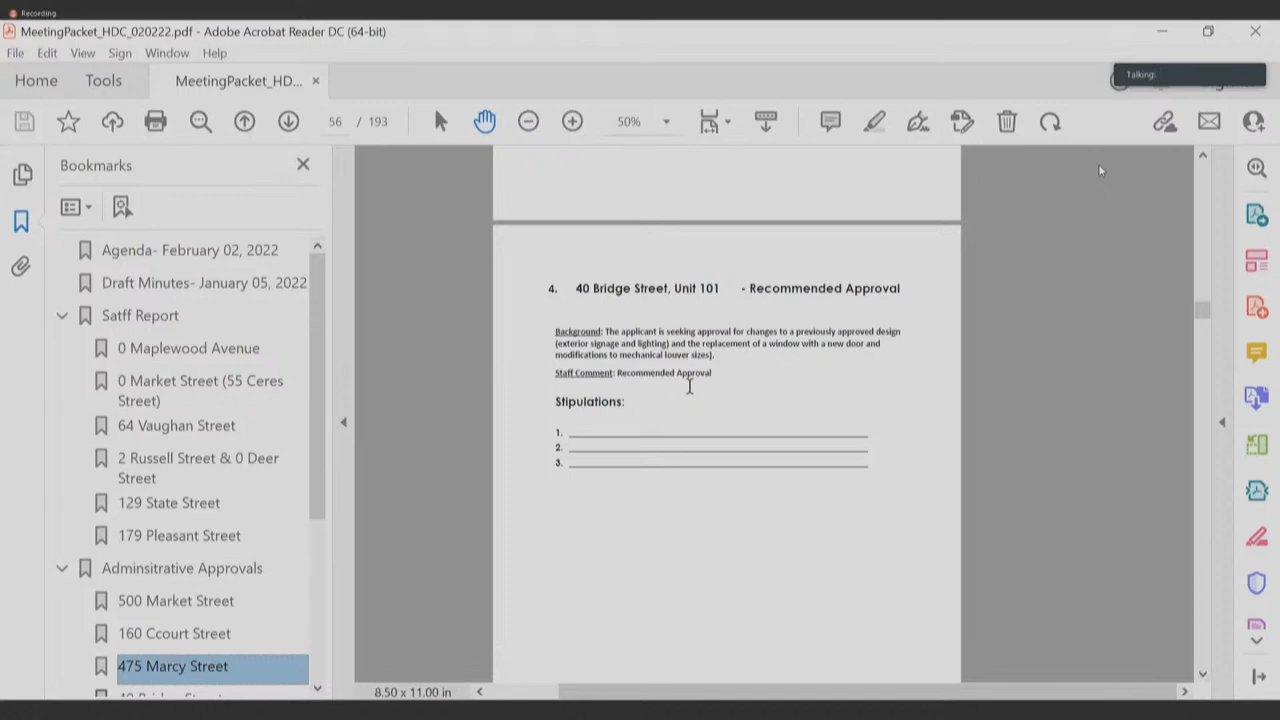 Recording
MeetingPacket_HDC_020222.pdf - Adobe Acrobat Reader DC (64-bit)
File Edit View Sign Window Help
Home Tools MeetingPacket_HD... ×
Talking:
56 / 193 50%
Bookmarks
Agenda- February 02, 2022
Draft Minutes- January 05, 2022
Satff Report
0 Maplewood Avenue
0 Market Street (55 Ceres
Street)
64 Vaughan Street
2 Russell Street & 0 Deer
Street
129 State Street
179 Pleasant Street
Adminsitrative Approvals
500 Market Street
160 Ccourt Street
475 Marcy Street
4. 40 Bridge Street, Unit 101 - Recommended Approval
Background: The applicant is seeking approval for changes to a previously approved design
(exterior signage and lighting) and the replacement of a window with a new door and
modifications to mechanical louver sizes).
Staff Comment: Recommended Approval
Stipulations:
1.
2.
3.
8.50 x 11.00 in